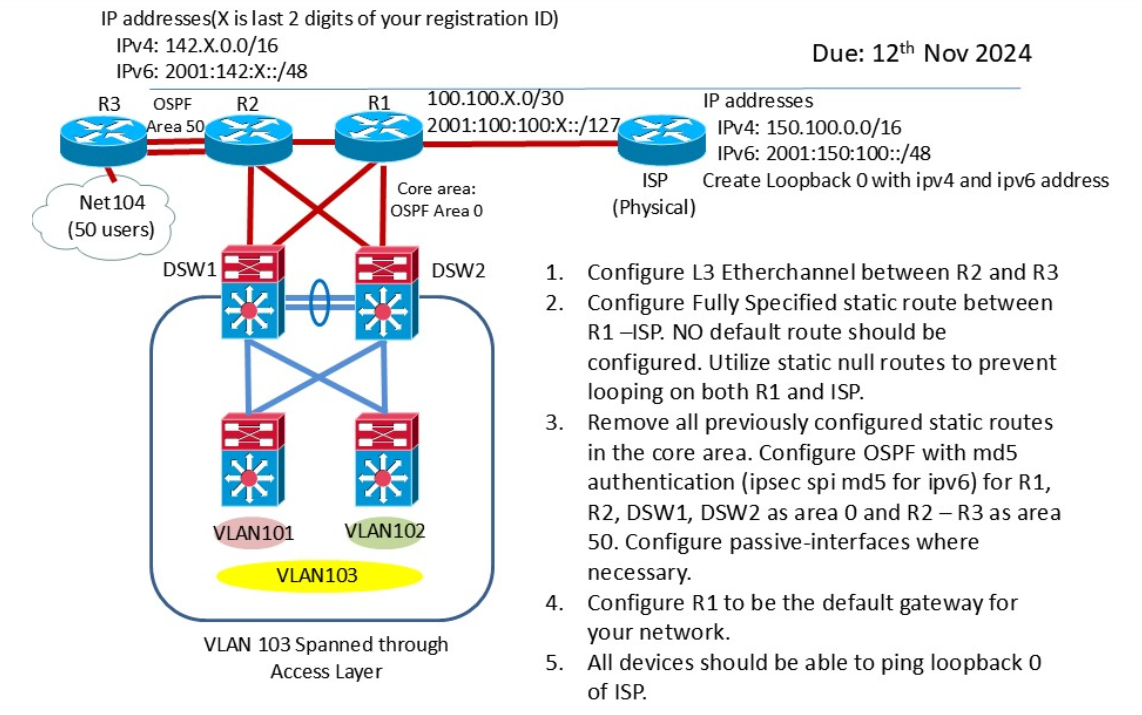 IP addresses(X is last 2 digits of your registration ID)
IPv4: 142.X.0.0/16
IPv6: 2001:142:X::/48
Due: 12th Nov 2024
R3
OSPF
Area 50
R2
R1
100.100.X.0/30
2001:100:100:X::/127
IP addresses
IPv4: 150.100.0.0/16
IPv6: 2001:150:100::/48
Create Loopback 0 with ipv4 and ipv6 address
ISP
(Physical)
Net104
(50 users)
Core area:
OSPF Area 0
DSW1
DSW2
VLAN101
VLAN102
VLAN103
VLAN 103 Spanned through
Access Layer
1. Configure L3 Etherchannel between R2 and R3
2. Configure Fully Specified static route between
R1 –ISP. NO default route should be
configured. Utilize static null routes to prevent
looping on both R1 and ISP.
3. Remove all previously configured static routes
in the core area. Configure OSPF with md5
authentication (ipsec spi md5 for ipv6) for R1,
R2, DSW1, DSW2 as area 0 and R2 – R3 as area
50. Configure passive-interfaces where
necessary.
4. Configure R1 to be the default gateway for
your network.
5. All devices should be able to ping loopback 0
of ISP.